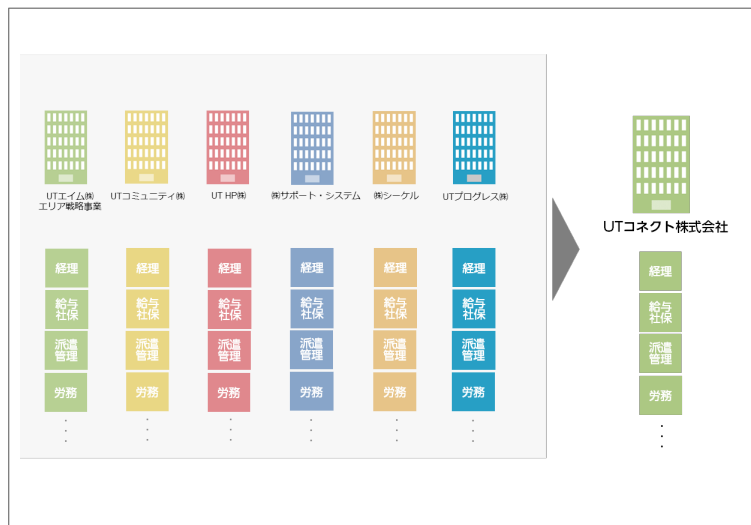 UTエイム㈱
エリア戦略事業
UTコミュニティ㈱
UT HP㈱
㈱サポート・システム
㈱シーケル
UTプログレス㈱
UTコネクト株式会社
経理
経理
経理
経理
経理
経理
経理
給与
社保
給与
社保
給与
社保
給与
社保
給与
社保
給与
社保
給与
社保
派遣
管理
派遣
管理
派遣
管理
派遣
管理
派遣
管理
派遣
管理
派遣
管理
労務
労務
労務
労務
労務
労務
労務